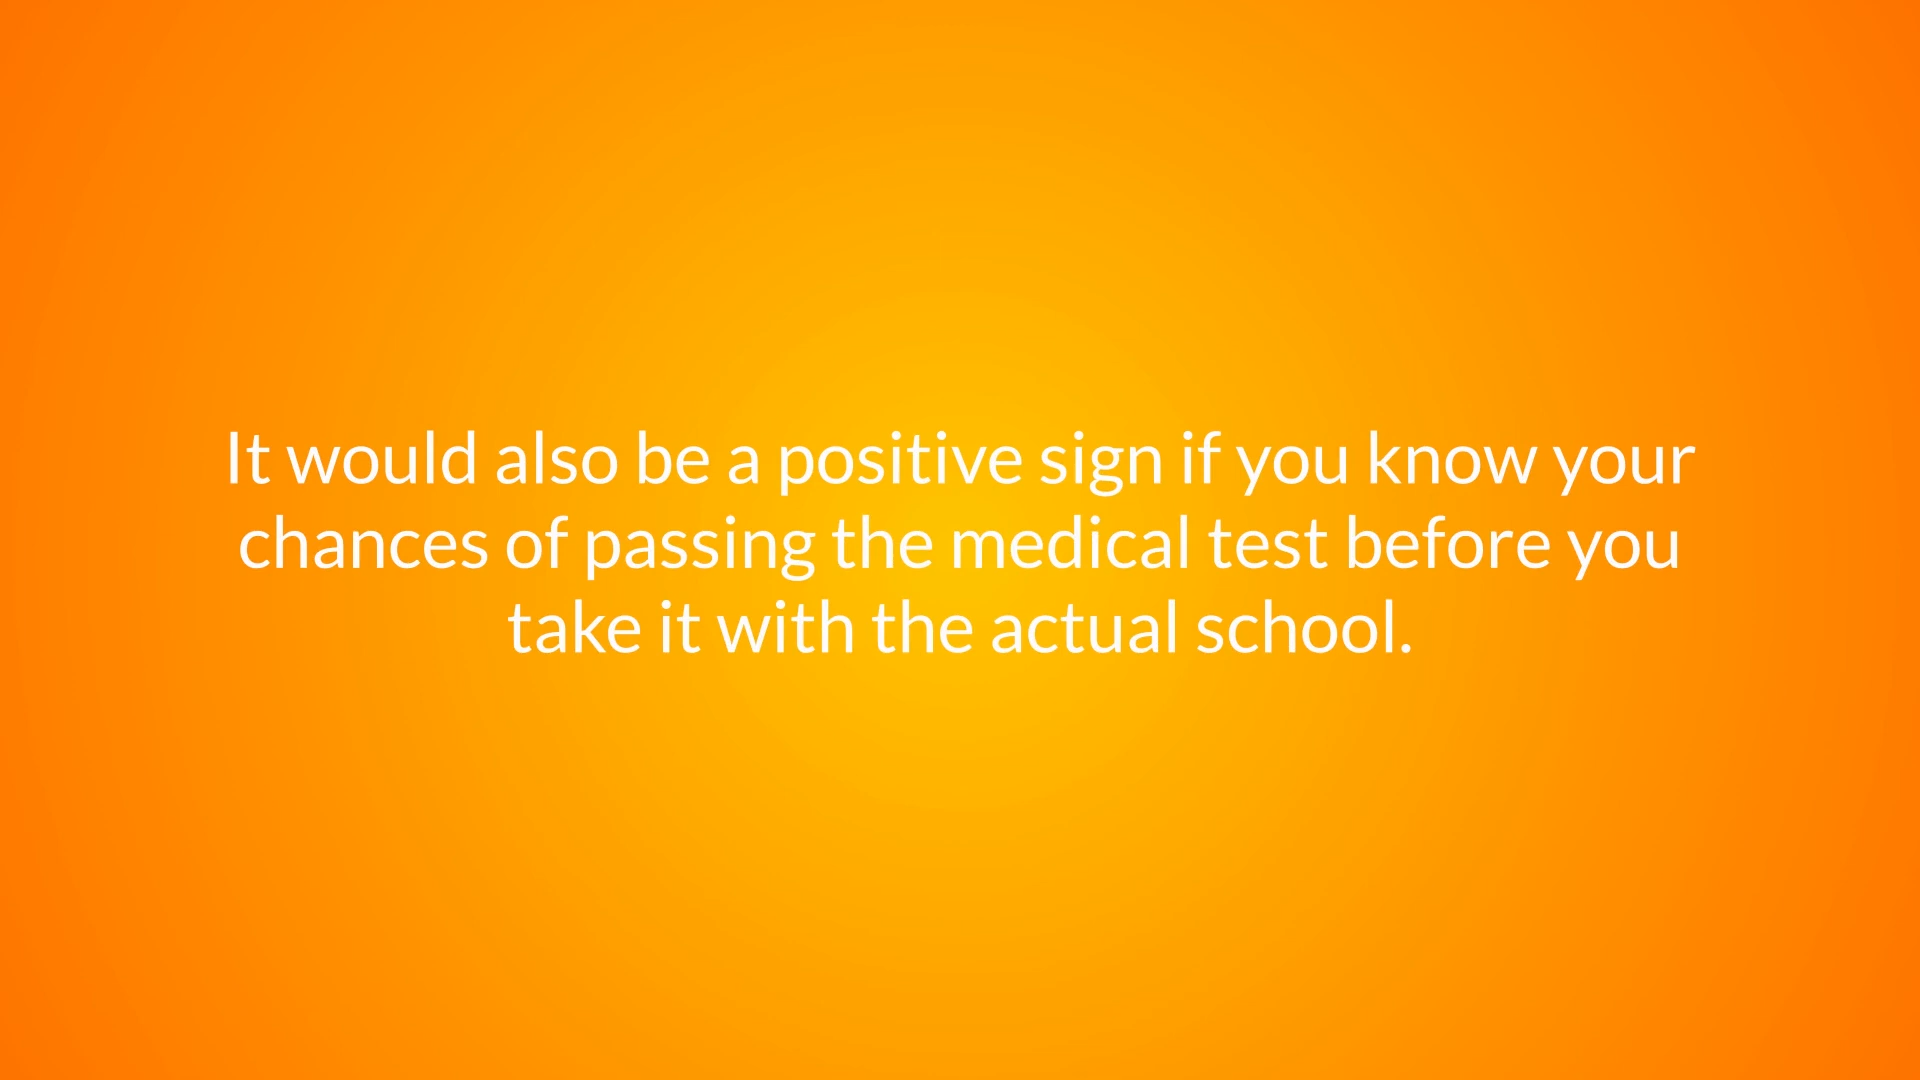 It would also be a positive sign if you know your
chances of passing the medical test before you
take it with the actual school.